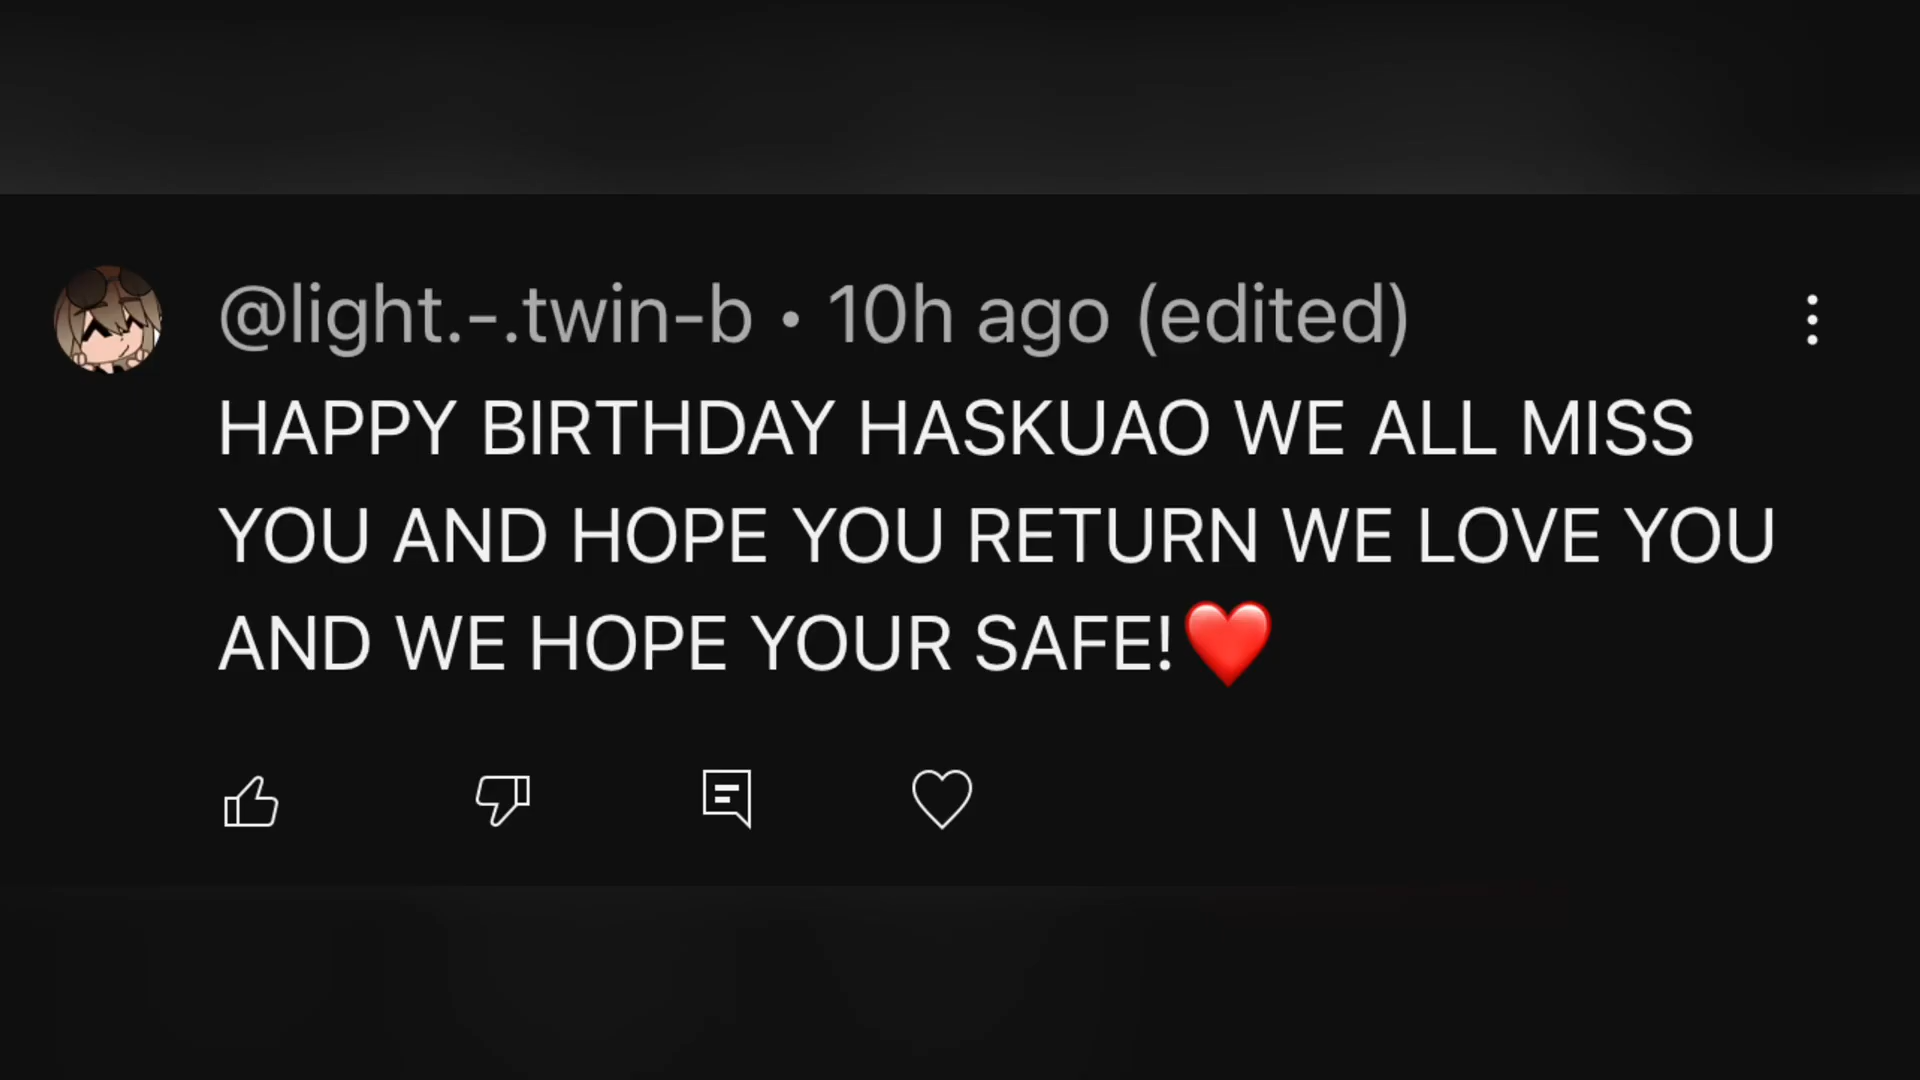 @light.-.twin-b • 10h ago (edited)
HAPPY BIRTHDAY HASKUAO WE ALL MISS
YOU AND HOPE YOU RETURN WE LOVE YOU
AND WE HOPE YOUR SAFE!❤️